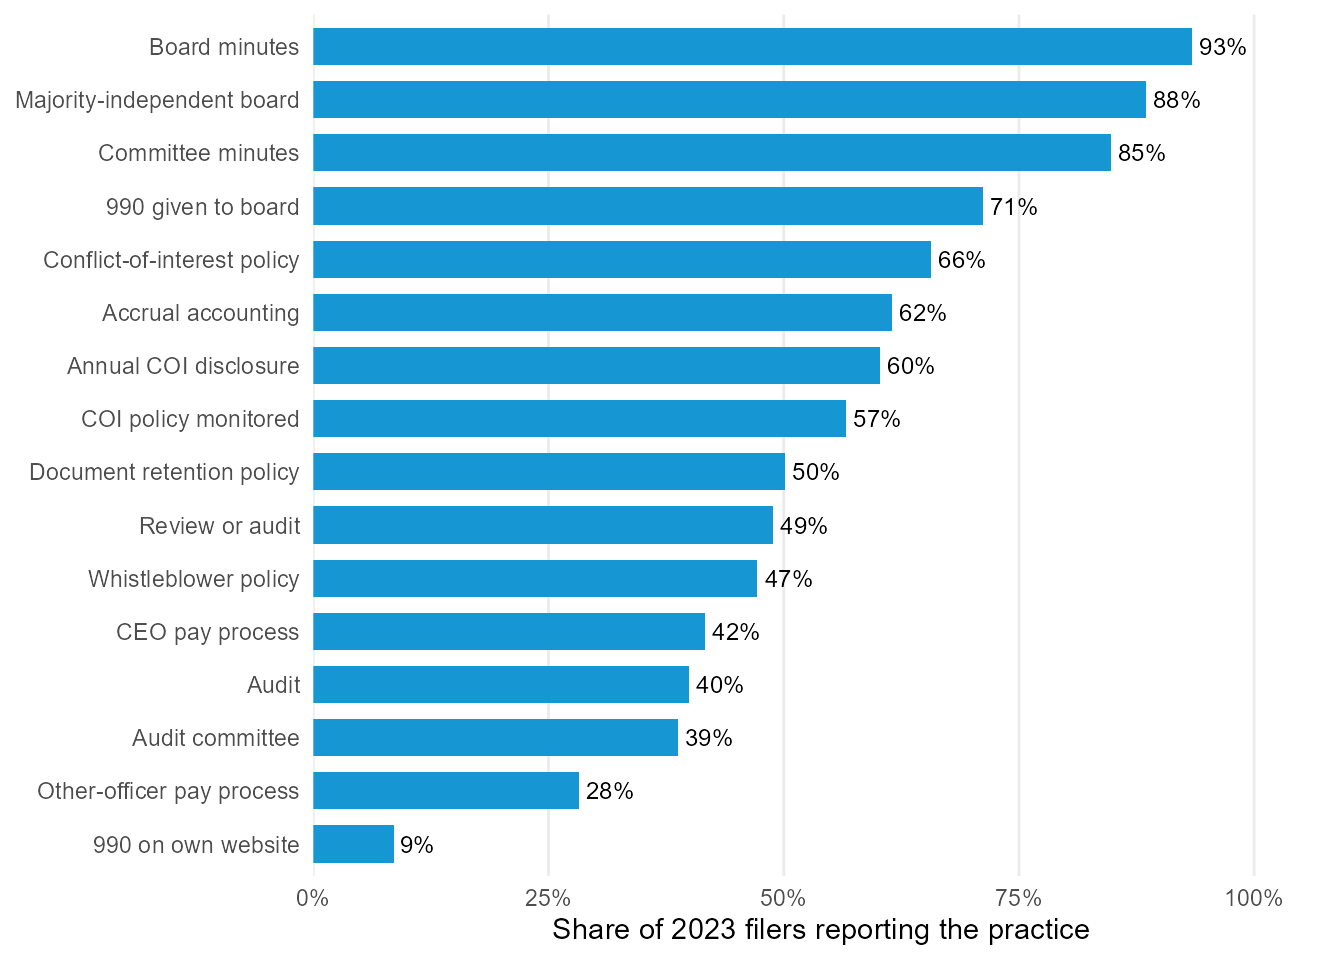 Board minutes 93%
Majority-independent board 88%
Committee minutes 85%
990 given to board 71%
Conflict-of-interest policy 66%
Accrual accounting 62%
Annual COI disclosure 60%
COI policy monitored 57%
Document retention policy 50%
Review or audit 49%
Whistleblower policy 47%
CEO pay process 42%
Audit 40%
Audit committee 39%
Other-officer pay process 28%
990 on own website 9%
0% 25% 50% 75% 100%
Share of 2023 filers reporting the practice